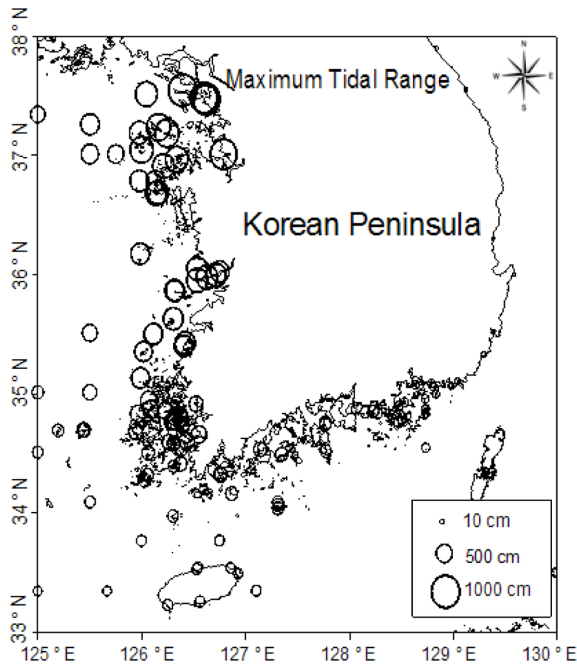 38° N
N
W E
S
Maximum Tidal Range
37° N
Korean Peninsula
36° N
35° N
34° N
10 cm
500 cm
1000 cm
33° N
125° E 126° E 127° E 128° E 129° E 130° E